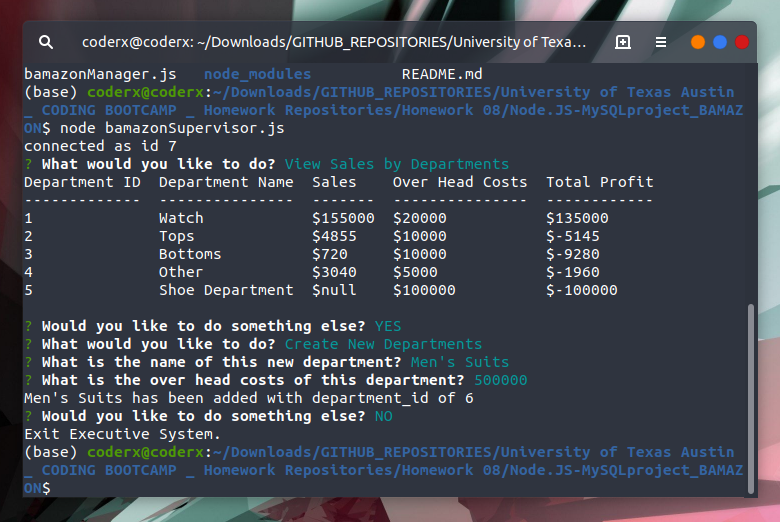 coderx@coderx: ~/Downloads/GITHUB_REPOSITORIES/University of Texa...
bamazonManager.js   node_modules          README.md
(base) coderx@coderx:~/Downloads/GITHUB_REPOSITORIES/University of Texas Austin
_ CODING BOOTCAMP _ Homework Repositories/Homework 08/Node.JS-MySQLproject_BAMAZ
ON$ node bamazonSupervisor.js
connected as id 7
? What would you like to do? View Sales by Departments
Department ID  Department Name  Sales    Over Head Costs  Total Profit
-------------  ---------------  -------  ---------------  ------------
1              Watch            $155000  $20000           $135000
2              Tops             $4855    $10000           $-5145
3              Bottoms          $720     $10000           $-9280
4              Other            $3040    $5000            $-1960
5              Shoe Department  $null    $100000          $-100000
? Would you like to do something else? YES
? What would you like to do? Create New Departments
? What is the name of this new department? Men's Suits
? What is the over head costs of this department? 500000
Men's Suits has been added with department_id of 6
? Would you like to do something else? NO
Exit Executive System.
(base) coderx@coderx:~/Downloads/GITHUB_REPOSITORIES/University of Texas Austin
_ CODING BOOTCAMP _ Homework Repositories/Homework 08/Node.JS-MySQLproject_BAMAZ
ON$